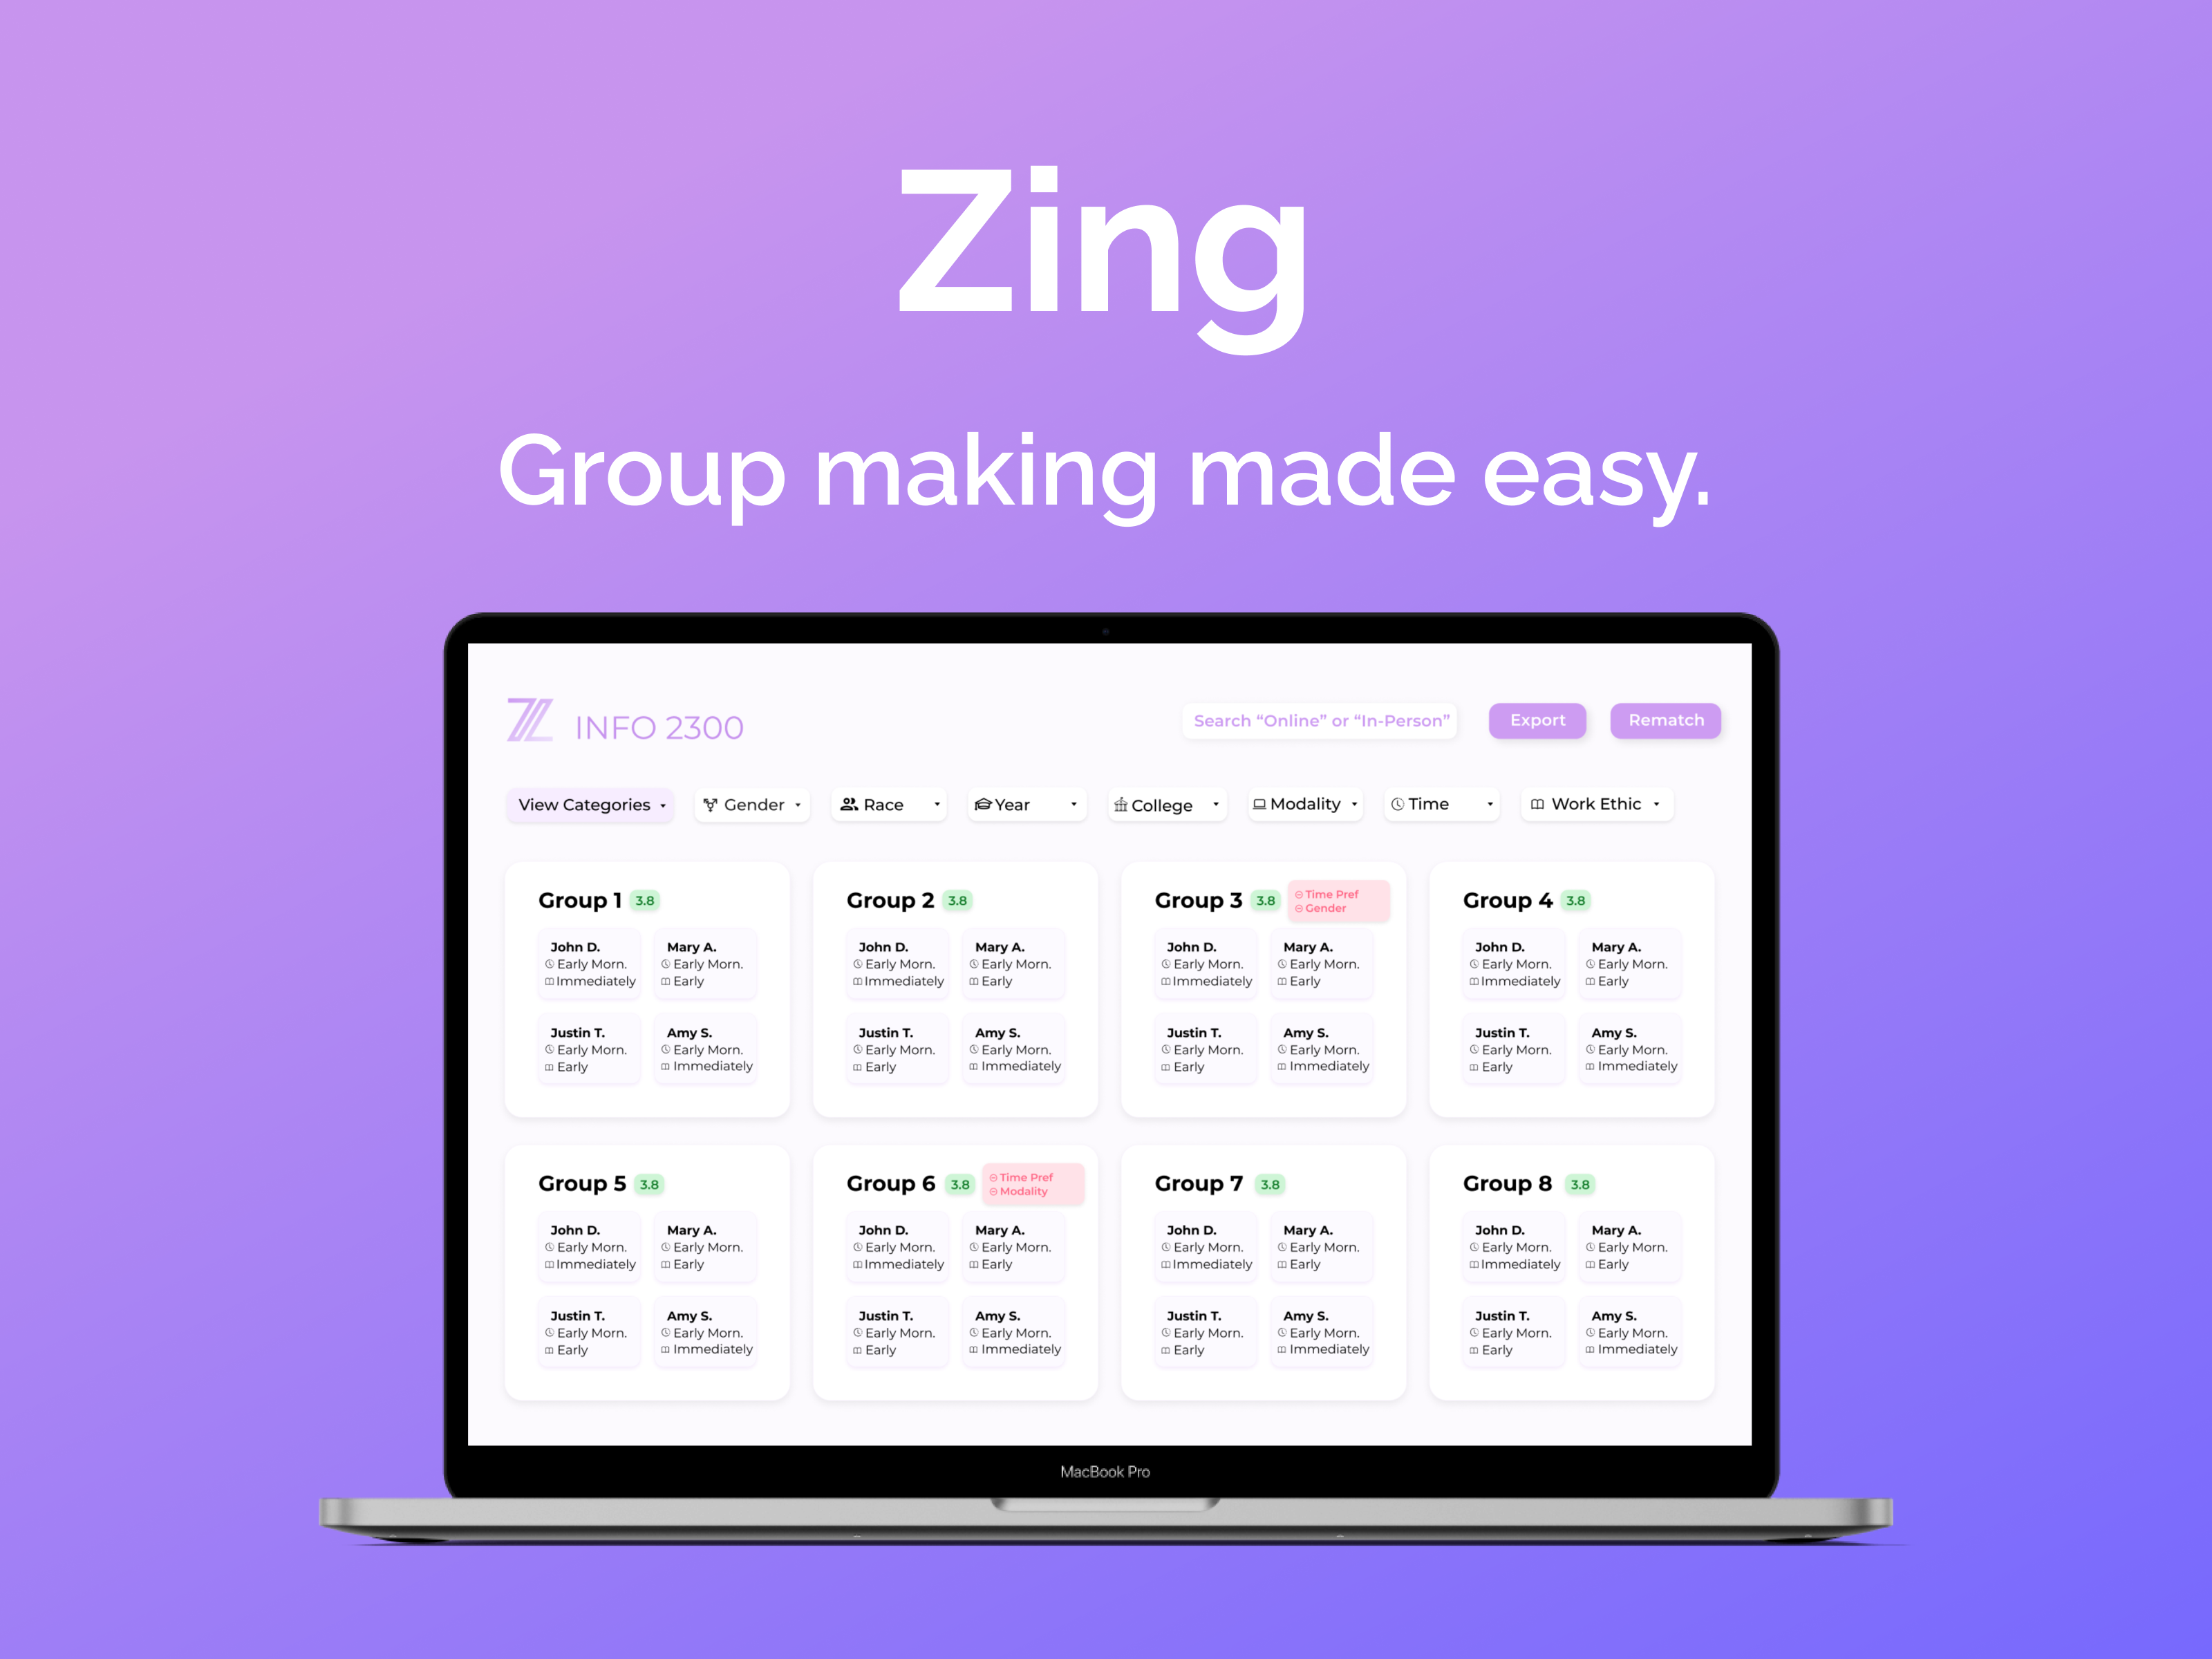 Zing
Group making made easy.
INFO 2300
Search “Online” or “In-Person”
Export
Rematch
View Categories
Gender
Race
Year
College
Modality
Time
Work Ethic
Group 1 3.8
John D. Mary A.
Early Morn. Early Morn.
Immediately Early
Justin T. Amy S.
Early Morn. Early Morn.
Early Immediately
Group 2 3.8
John D. Mary A.
Early Morn. Early Morn.
Immediately Early
Justin T. Amy S.
Early Morn. Early Morn.
Early Immediately
Group 3 3.8
Time Pref
Gender
John D. Mary A.
Early Morn. Early Morn.
Immediately Early
Justin T. Amy S.
Early Morn. Early Morn.
Early Immediately
Group 4 3.8
John D. Mary A.
Early Morn. Early Morn.
Immediately Early
Justin T. Amy S.
Early Morn. Early Morn.
Early Immediately
Group 5 3.8
John D. Mary A.
Early Morn. Early Morn.
Immediately Early
Justin T. Amy S.
Early Morn. Early Morn.
Early Immediately
Group 6 3.8
Time Pref
Modality
John D. Mary A.
Early Morn. Early Morn.
Immediately Early
Justin T. Amy S.
Early Morn. Early Morn.
Early Immediately
Group 7 3.8
John D. Mary A.
Early Morn. Early Morn.
Immediately Early
Justin T. Amy S.
Early Morn. Early Morn.
Early Immediately
Group 8 3.8
John D. Mary A.
Early Morn. Early Morn.
Immediately Early
Justin T. Amy S.
Early Morn. Early Morn.
Early Immediately
MacBook Pro